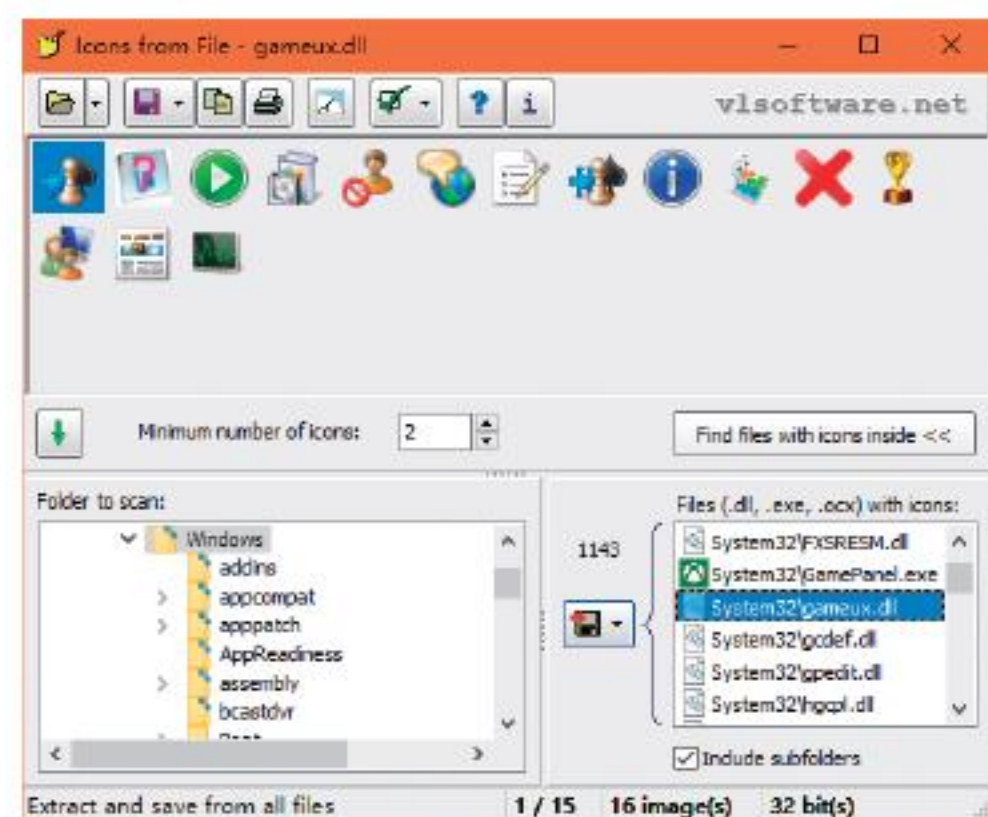 Icons from File - gameux.dll
vlsoftware.net
Minimum number of icons: 2
Find files with icons inside <<
Folder to scan:
Windows
addins
appcompat
apppatch
AppReadiness
assembly
bcastdvr
Files (.dll, .exe, .ocx) with icons:
1143
System32\FXSRESM.dll
System32\GamePanel.exe
System32\gameux.dll
System32\gcdef.dll
System32\gpedit.dll
System32\hgcpl.dll
Include subfolders
Extract and save from all files
1 / 15
16 image(s)
32 bit(s)